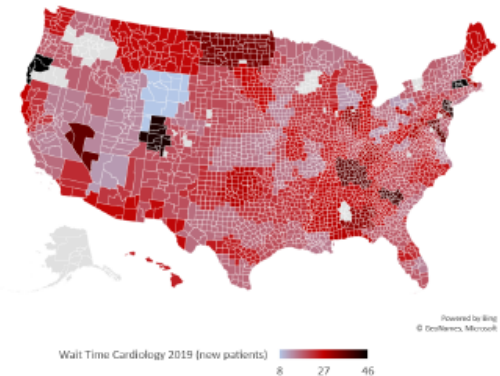 Powered by Bing
© GeoNames, Microsoft
Wait Time Cardiology 2019 (new patients)
8 27 46